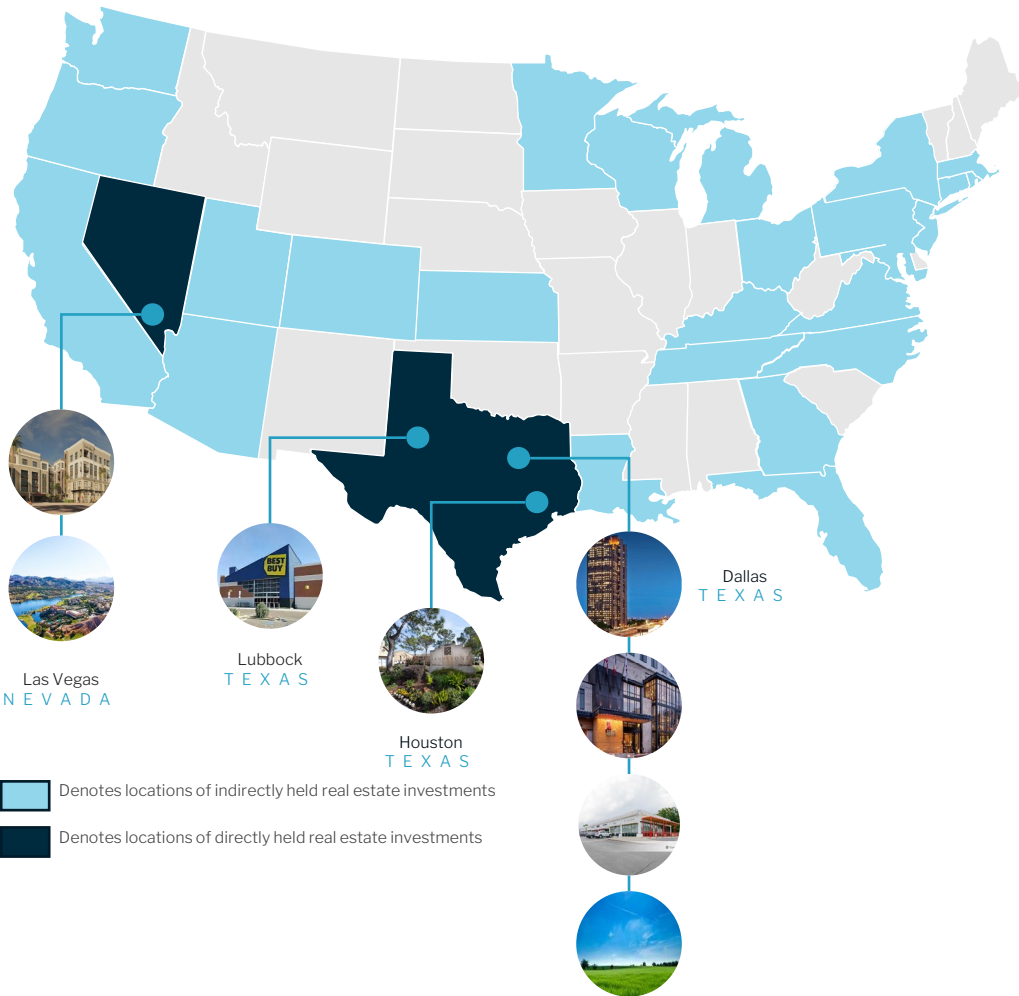 BEST
BUY
Dallas
TEXAS
Lubbock
TEXAS
Las Vegas
NEVADA
Houston
TEXAS
Denotes locations of indirectly held real estate investments
Denotes locations of directly held real estate investments